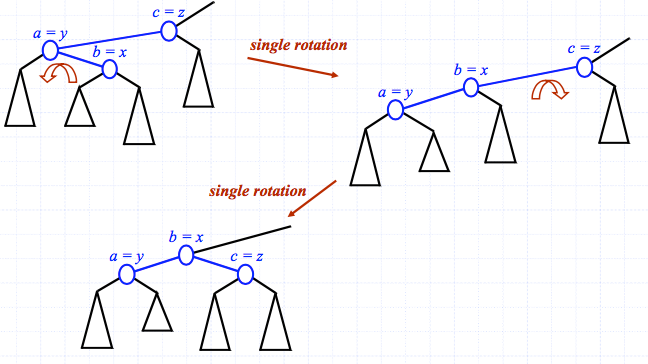 c = z
a = y
b = x
single rotation
c = z
b = x
a = y
single rotation
b = x
a = y
c = z